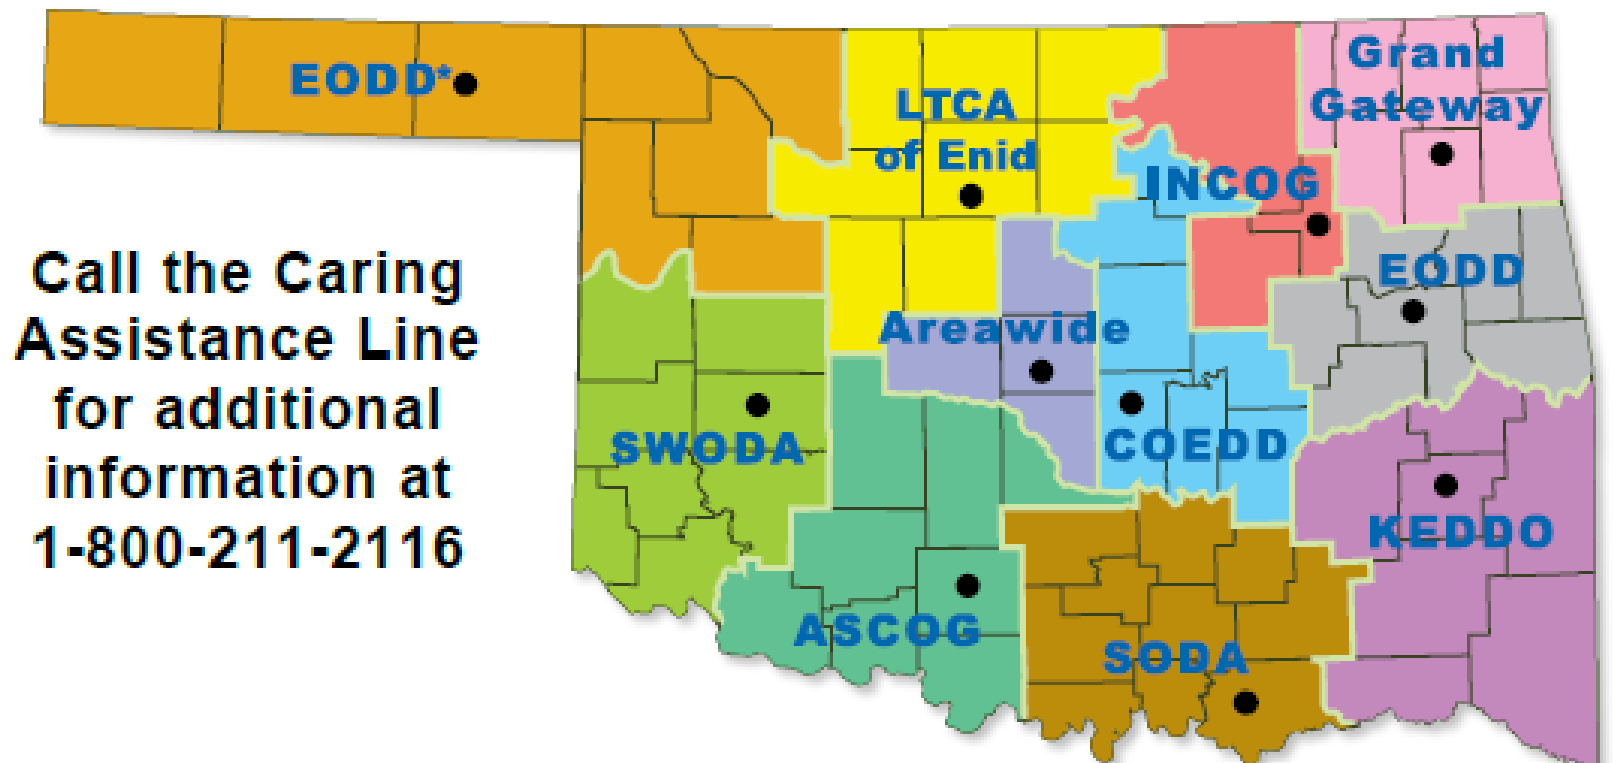 EODD*
LTCA
of Enid
INCOG
Grand
Gateway
EODD
Call the Caring
Assistance Line
for additional
information at
1-800-211-2116
Areawide
SWODA
COEDD
KEDDO
ASCOG
SODA